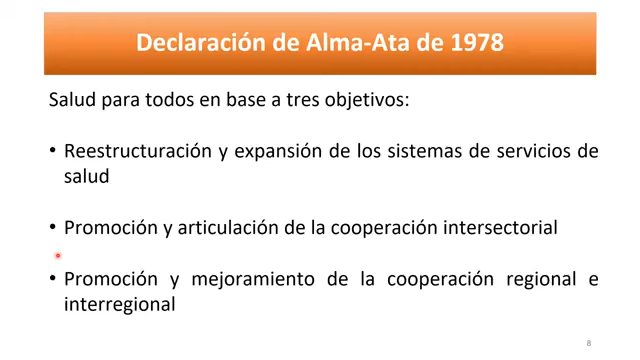 Declaración de Alma-Ata de 1978
Salud para todos en base a tres objetivos:
• Reestructuración y expansión de los sistemas de servicios de
salud
• Promoción y articulación de la cooperación intersectorial
• Promoción y mejoramiento de la cooperación regional e
interregional
8